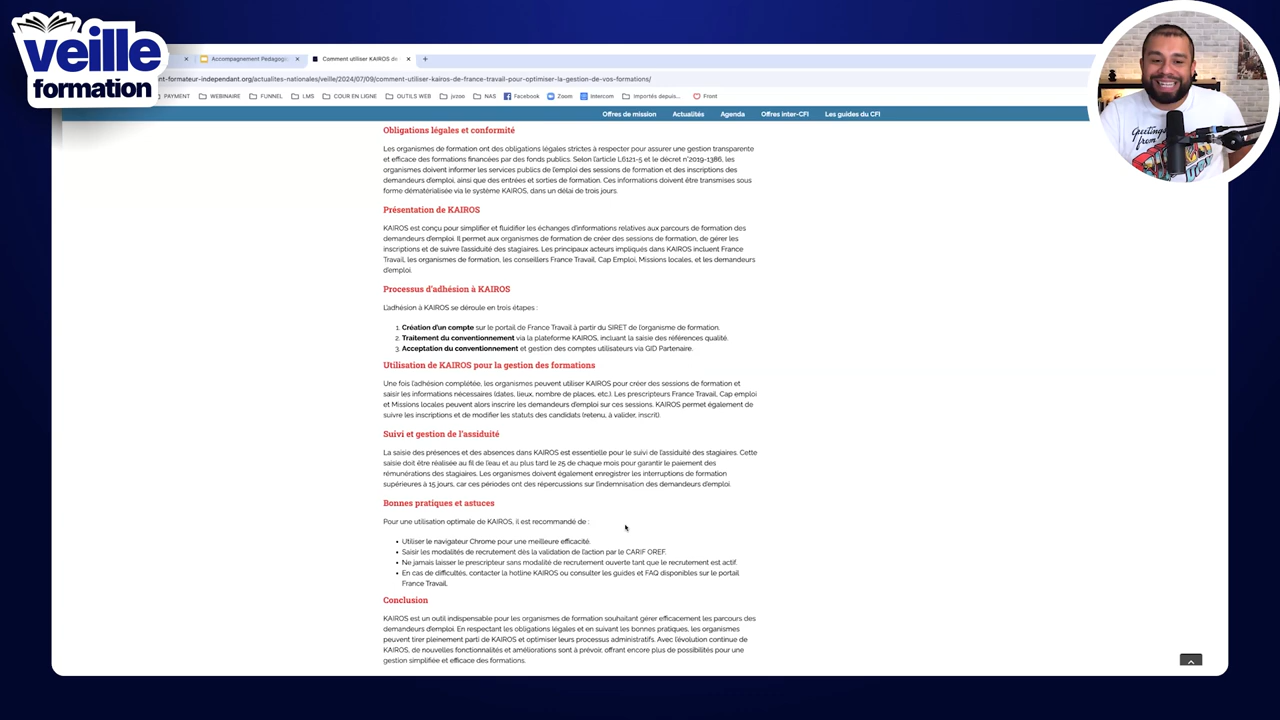 veille
formation
Accompagnement Pedagogi
Comment utiliser KAIROS de
nt-formateur-independant.org/actualites-nationales/veille/2024/07/09/comment-utiliser-kairos-de-france-travail-pour-optimiser-la-gestion-de-vos-formations/
PAYMENT WEBINAIRE FUNNEL LMS COUR EN LIGNE OUTILS WEB jvzoo NAS Facebook Zoom Intercom Importés depuis... Front
Offres de mission Actualités Agenda Offres inter-CFI Les guides du CFI
Greetings
from
Obligations légales et conformité
Les organismes de formation ont des obligations légales strictes à respecter pour assurer une gestion transparente
et efficace des formations financées par des fonds publics. Selon l'article L6121-5 et le décret n°2019-1386, les
organismes doivent informer les services publics de l'emploi des sessions de formation et des inscriptions des
demandeurs d'emploi, ainsi que des entrées et sorties de formation. Ces informations doivent être transmises sous
forme dématérialisée via le système KAIROS, dans un délai de trois jours.
Présentation de KAIROS
KAIROS est conçu pour simplifier et fluidifier les échanges d'informations relatives aux parcours de formation des
demandeurs d'emploi. Il permet aux organismes de formation de créer des sessions de formation, de gérer les
inscriptions et de suivre l'assiduité des stagiaires. Les principaux acteurs impliqués dans KAIROS incluent France
Travail, les organismes de formation, les conseillers France Travail, Cap Emploi, Missions locales, et les demandeurs
d'emploi.
Processus d'adhésion à KAIROS
L'adhésion à KAIROS se déroule en trois étapes :
1. Création d'un compte sur le portail de France Travail à partir du SIRET de l'organisme de formation.
2. Traitement du conventionnement via la plateforme KAIROS, incluant la saisie des références qualité.
3. Acceptation du conventionnement et gestion des comptes utilisateurs via GID Partenaire.
Utilisation de KAIROS pour la gestion des formations
Une fois l'adhésion complétée, les organismes peuvent utiliser KAIROS pour créer des sessions de formation et
saisir les informations nécessaires (dates, lieux, nombre de places, etc.). Les prescripteurs France Travail, Cap emploi
et Missions locales peuvent alors inscrire les demandeurs d'emploi sur ces sessions. KAIROS permet également de
suivre les inscriptions et de modifier les statuts des candidats (retenu, à valider, inscrit).
Suivi et gestion de l'assiduité
La saisie des présences et des absences dans KAIROS est essentielle pour le suivi de l'assiduité des stagiaires. Cette
saisie doit être réalisée au fil de l'eau et au plus tard le 25 de chaque mois pour garantir le paiement des
rémunérations des stagiaires. Les organismes doivent également enregistrer les interruptions de formation
supérieures à 15 jours, car ces périodes ont des répercussions sur l'indemnisation des demandeurs d'emploi.
Bonnes pratiques et astuces
Pour une utilisation optimale de KAIROS, il est recommandé de :
• Utiliser le navigateur Chrome pour une meilleure efficacité.
• Saisir les modalités de recrutement dès la validation de l'action par le CARIF OREF.
• Ne jamais laisser le prescripteur sans modalité de recrutement ouverte tant que le recrutement est actif.
• En cas de difficultés, contacter la hotline KAIROS ou consulter les guides et FAQ disponibles sur le portail
France Travail.
Conclusion
KAIROS est un outil indispensable pour les organismes de formation souhaitant gérer efficacement les parcours des
demandeurs d'emploi. En respectant les obligations légales et en suivant les bonnes pratiques, les organismes
peuvent tirer pleinement parti de KAIROS et optimiser leurs processus administratifs. Avec l'évolution continue de
KAIROS, de nouvelles fonctionnalités et améliorations sont à prévoir, offrant encore plus de possibilités pour une
gestion simplifiée et efficace des formations.